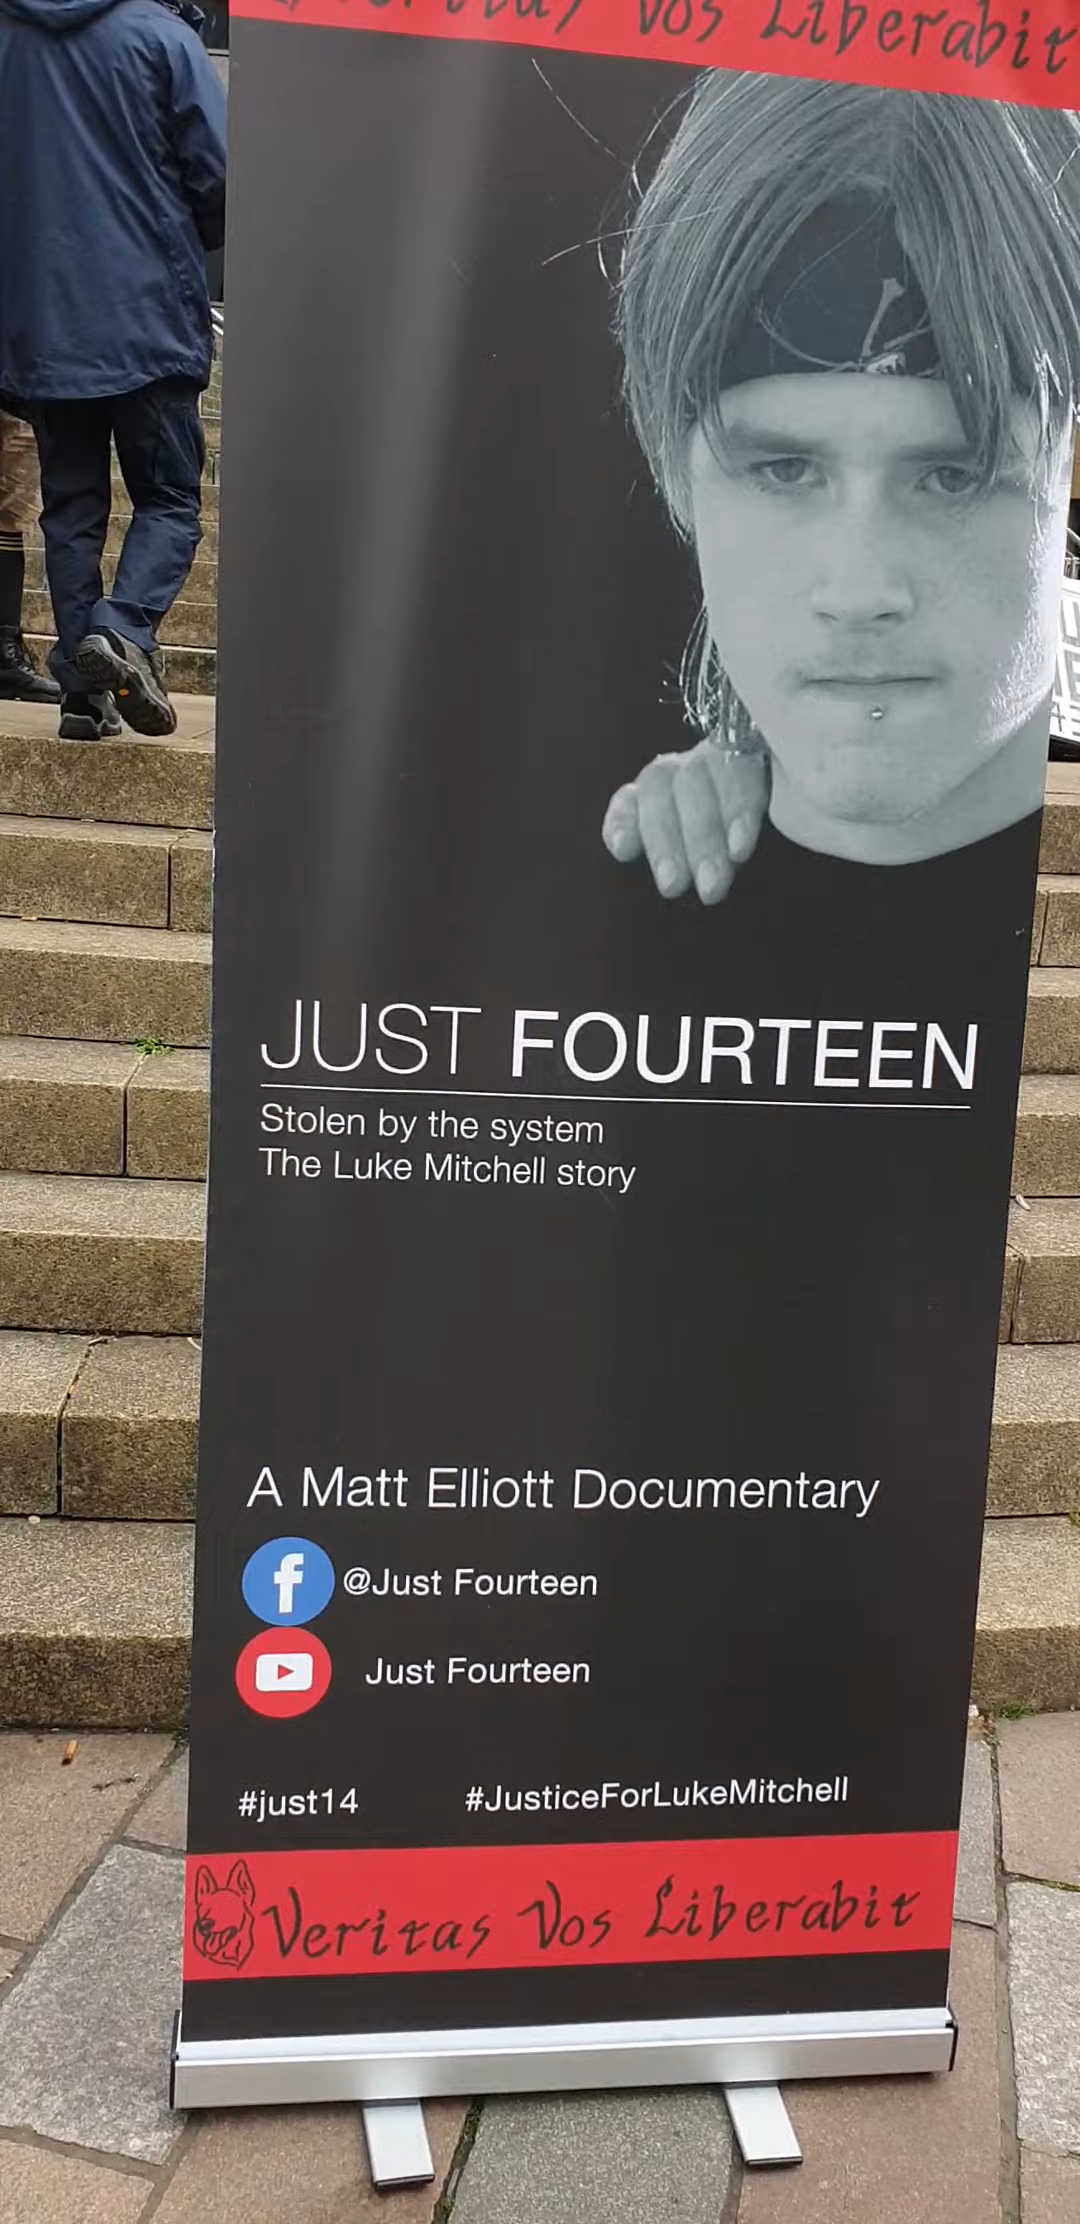 Veritas Vos Liberabit
JUST FOURTEEN
Stolen by the system
The Luke Mitchell story
A Matt Elliott Documentary
@Just Fourteen
Just Fourteen
#just14 #JusticeForLukeMitchell
Veritas Vos Liberabit